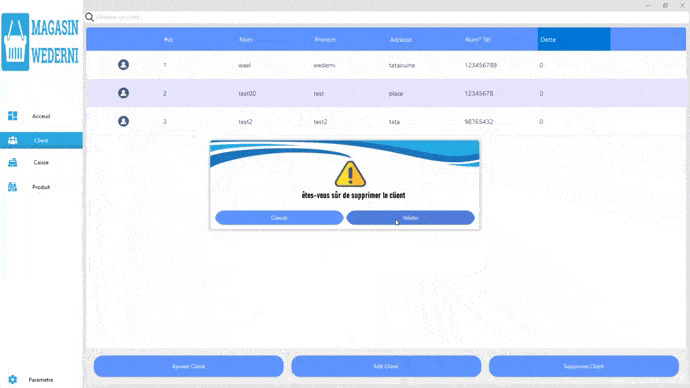 MAGASIN
WEDERNI
Cherchez un client
#Id Nom Prenom Adresse Num° Tél Dette
1 wael wederni tataouine 123456789 0
2 test00 test place 12345678 0
3 test2 test2 tata 98765432 0
êtes-vous sûr de supprimer le client
Valider
Acceuil
Client
Caisse
Produit
Ajouter Client Edit Client Supprimer Client
Parametre